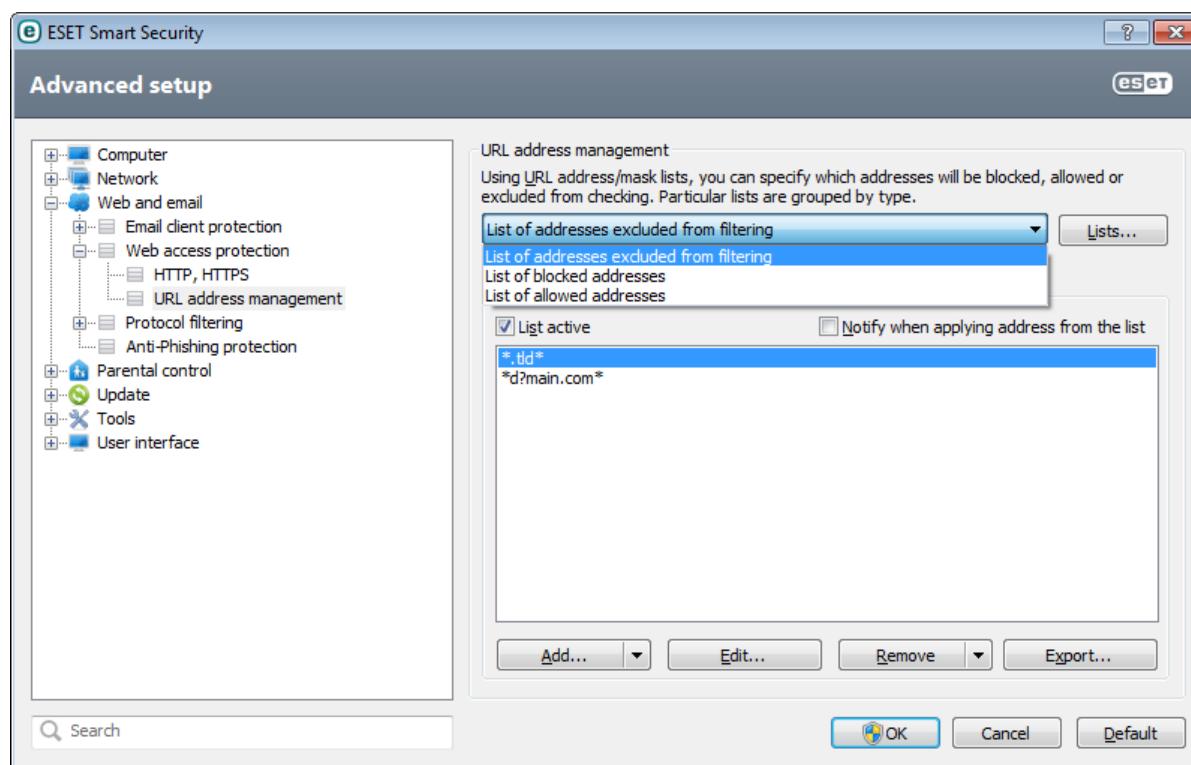 ESET Smart Security
Advanced setup
eset
Computer
Network
Web and email
Email client protection
Web access protection
HTTP, HTTPS
URL address management
Protocol filtering
Anti-Phishing protection
Parental control
Update
Tools
User interface
Search
URL address management
Using URL address/mask lists, you can specify which addresses will be blocked, allowed or
excluded from checking. Particular lists are grouped by type.
List of addresses excluded from filtering
Lists...
List of addresses excluded from filtering
List of blocked addresses
List of allowed addresses
List active
Notify when applying address from the list
*.tld*
*d?main.com*
Add...
Edit...
Remove
Export...
OK
Cancel
Default